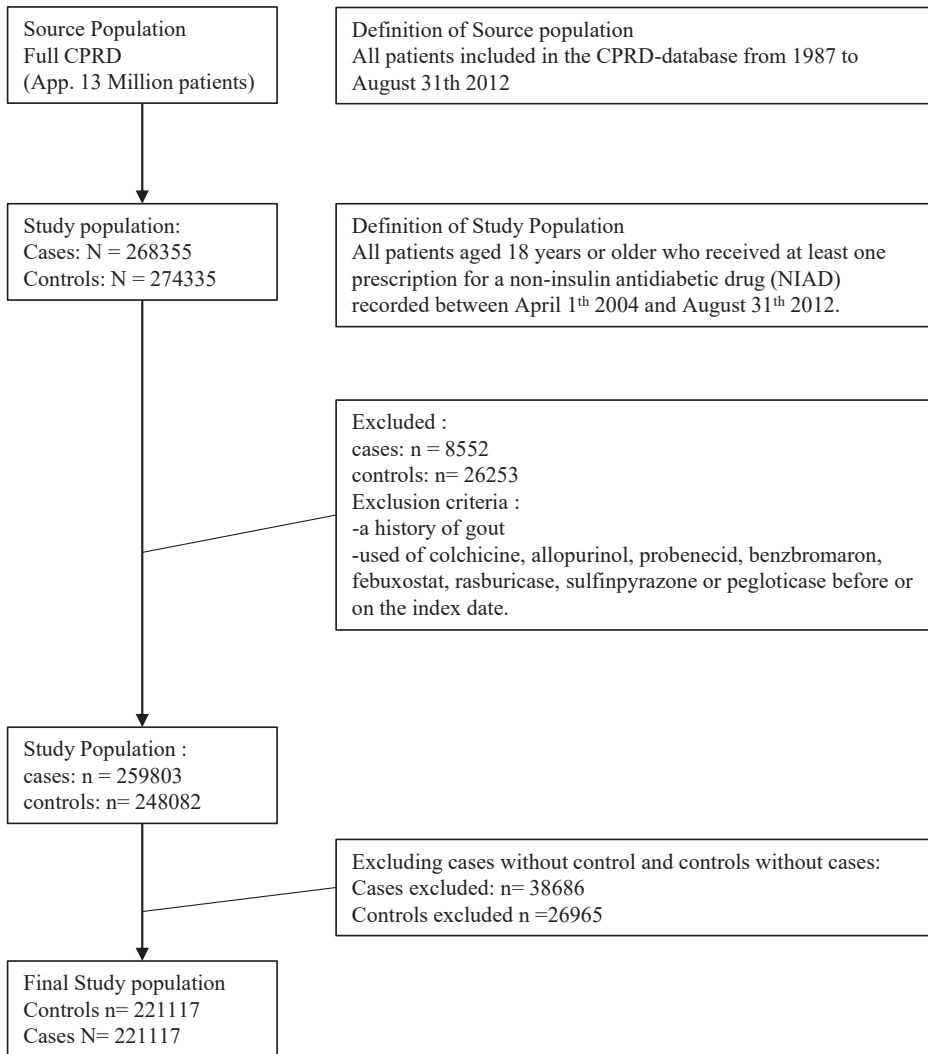 Source Population
Full CPRD
(App. 13 Million patients)
Definition of Source population
All patients included in the CPRD-database from 1987 to
August 31th 2012
Study population:
Cases: N = 268355
Controls: N = 274335
Definition of Study Population
All patients aged 18 years or older who received at least one
prescription for a non-insulin antidiabetic drug (NIAD)
recorded between April 1th 2004 and August 31th 2012.
Excluded :
cases: n = 8552
controls: n= 26253
Exclusion criteria :
-a history of gout
-used of colchicine, allopurinol, probenecid, benzbromaron,
febuxostat, rasburicase, sulfinpyrazone or pegloticase before or
on the index date.
Study Population :
cases: n = 259803
controls: n= 248082
Excluding cases without control and controls without cases:
Cases excluded: n= 38686
Controls excluded n =26965
Final Study population
Controls n= 221117
Cases N= 221117